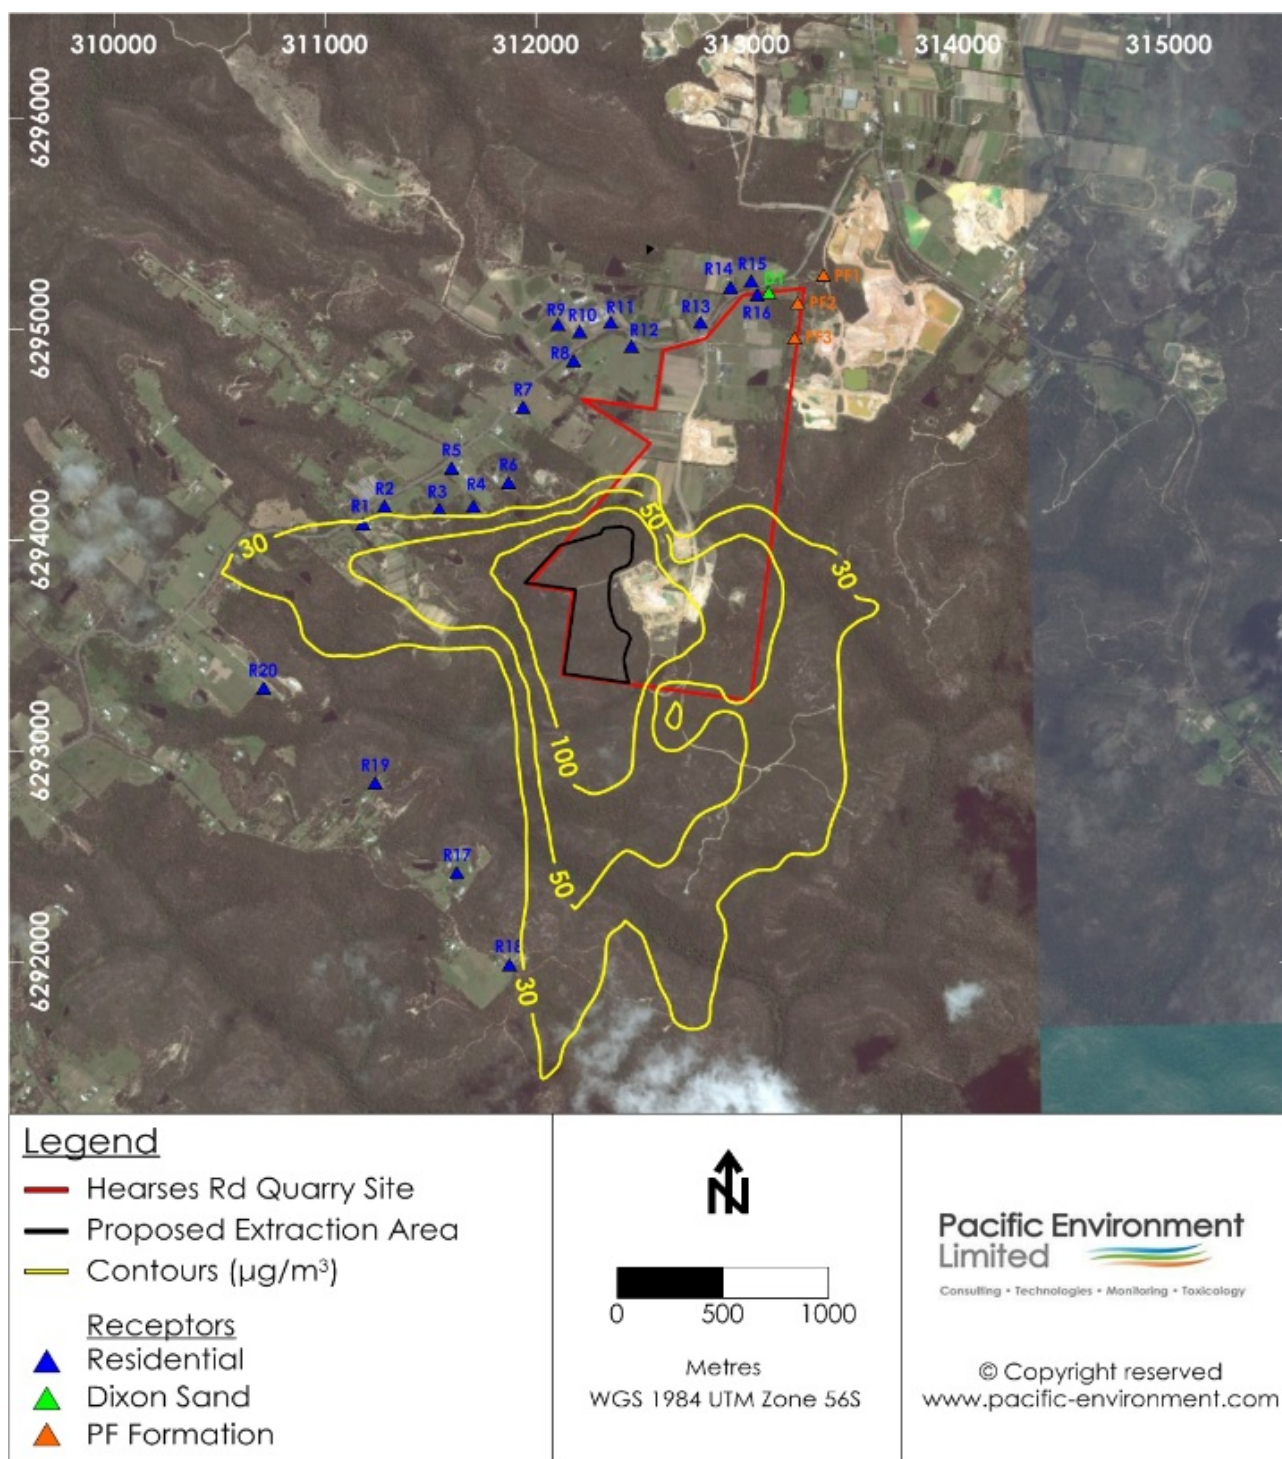 310000 311000 312000 313000 314000 315000
6296000
6295000
6294000
6293000
6292000
R14 R15
PF1
R9 R10 R11 R13 R16 PF2
R12 PF3
R8
R7
R5
R6
R1 R2 R3 R4
50
30
30
R20
100
R19
R17
50
R18
30
Legend
Hearses Rd Quarry Site
Proposed Extraction Area
Contours (µg/m³)
Receptors
Residential
Dixon Sand
PF Formation
N
0 500 1000
Metres
WGS 1984 UTM Zone 56S
Pacific Environment
Limited
Consulting • Technologies • Monitoring • Toxicology
© Copyright reserved
www.pacific-environment.com